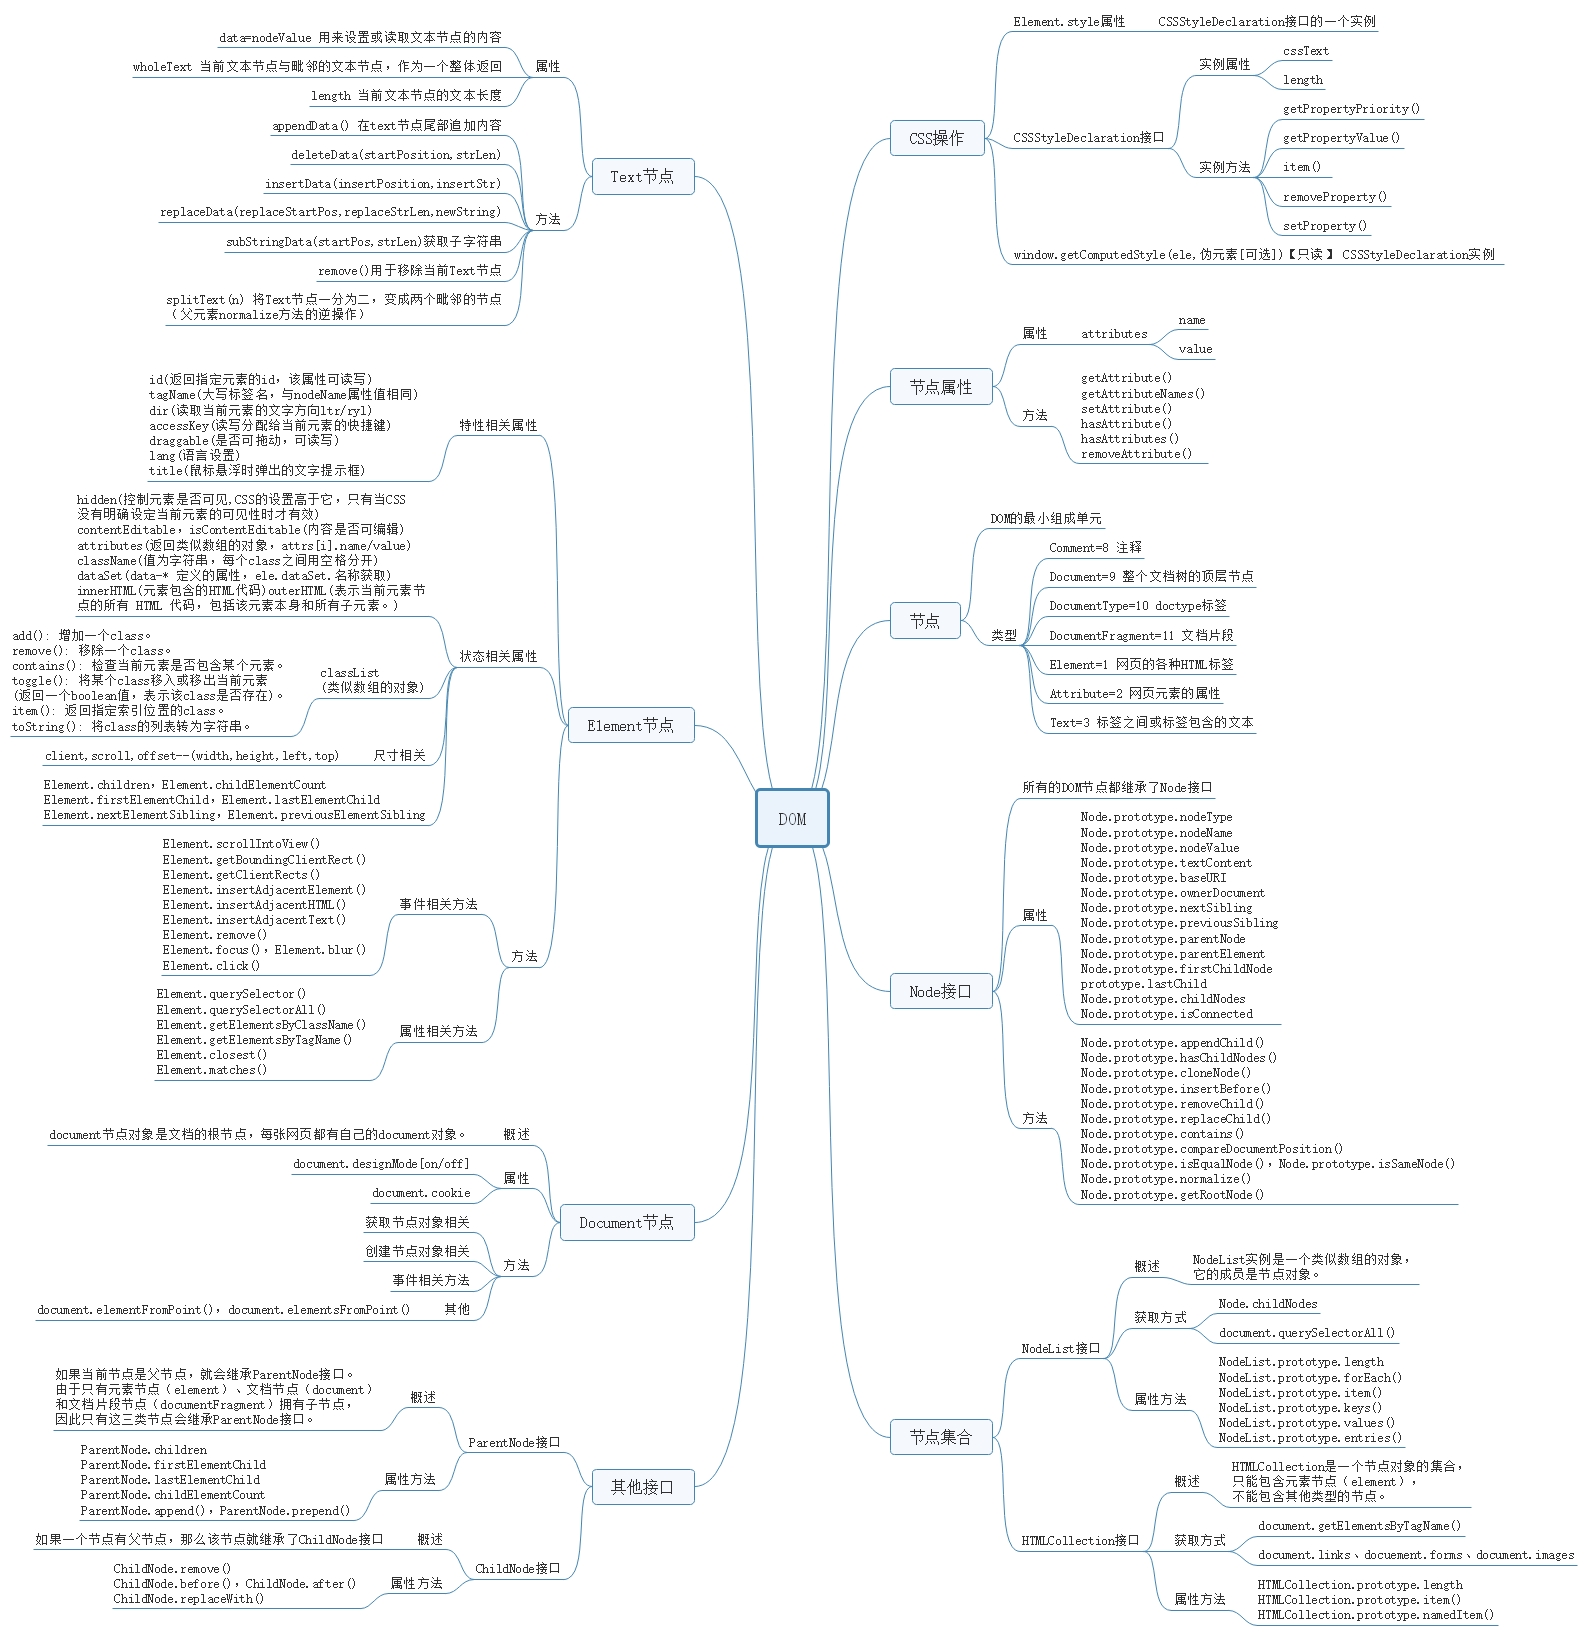 DOM
Text节点
属性
data=nodeValue 用来设置或读取文本节点的内容
wholeText 当前文本节点与毗邻的文本节点，作为一个整体返回
length 当前文本节点的文本长度
方法
appendData() 在text节点尾部追加内容
deleteData(startPosition,strLen)
insertData(insertPosition,insertStr)
replaceData(replaceStartPos,replaceStrLen,newString)
subStringData(startPos,strLen)获取子字符串
remove()用于移除当前Text节点
splitText(n) 将Text节点一分为二，变成两个毗邻的节点
（父元素normalize方法的逆操作）
Element节点
特性相关属性
id(返回指定元素的id，该属性可读写)
tagName(大写标签名，与nodeName属性值相同)
dir(读取当前元素的文字方向ltr/ryl)
accessKey(读写分配给当前元素的快捷键)
draggable(是否可拖动，可读写)
lang(语言设置)
title(鼠标悬浮时弹出的文字提示框)
状态相关属性
hidden(控制元素是否可见,CSS的设置高于它，只有当CSS
没有明确设定当前元素的可见性时才有效)
contentEditable，isContentEditable(内容是否可编辑)
attributes(返回类似数组的对象，attrs[i].name/value)
className(值为字符串，每个class之间用空格分开)
dataSet(data-* 定义的属性，ele.dataSet.名称获取)
innerHTML(元素包含的HTML代码)outerHTML(表示当前元素节
点的所有 HTML 代码，包括该元素本身和所有子元素。)
classList
(类似数组的对象)
add(): 增加一个class。
remove(): 移除一个class。
contains(): 检查当前元素是否包含某个元素。
toggle(): 将某个class移入或移出当前元素
(返回一个boolean值，表示该class是否存在)。
item(): 返回指定索引位置的class。
toString(): 将class的列表转为字符串。
client,scroll,offset--(width,height,left,top) 尺寸相关
Element.children，Element.childElementCount
Element.firstElementChild，Element.lastElementChild
Element.nextElementSibling，Element.previousElementSibling
方法
事件相关方法
Element.scrollIntoView()
Element.getBoundingClientRect()
Element.getClientRects()
Element.insertAdjacentElement()
Element.insertAdjacentHTML()
Element.insertAdjacentText()
Element.remove()
Element.focus()，Element.blur()
Element.click()
属性相关方法
Element.querySelector()
Element.querySelectorAll()
Element.getElementsByClassName()
Element.getElementsByTagName()
Element.closest()
Element.matches()
Document节点
document节点对象是文档的根节点，每张网页都有自己的document对象。 概述
属性
document.designMode[on/off]
document.cookie
方法
获取节点对象相关
创建节点对象相关
事件相关方法
document.elementFromPoint()，document.elementsFromPoint() 其他
其他接口
ParentNode接口
概述
如果当前节点是父节点，就会继承ParentNode接口。
由于只有元素节点（element）、文档节点（document）
和文档片段节点（documentFragment）拥有子节点，
因此只有这三类节点会继承ParentNode接口。
属性方法
ParentNode.children
ParentNode.firstElementChild
ParentNode.lastElementChild
ParentNode.childElementCount
ParentNode.append()，ParentNode.prepend()
ChildNode接口
如果一个节点有父节点，那么该节点就继承了ChildNode接口 概述
属性方法
ChildNode.remove()
ChildNode.before()，ChildNode.after()
ChildNode.replaceWith()
CSS操作
Element.style属性 CSSStyleDeclaration接口的一个实例
CSSStyleDeclaration接口
实例属性
cssText
length
实例方法
getPropertyPriority()
getPropertyValue()
item()
removeProperty()
setProperty()
window.getComputedStyle(ele,伪元素[可选])【只读】 CSSStyleDeclaration实例
节点属性
属性
attributes
name
value
方法
getAttribute()
getAttributeNames()
setAttribute()
hasAttribute()
hasAttributes()
removeAttribute()
节点
DOM的最小组成单元
类型
Comment=8 注释
Document=9 整个文档树的顶层节点
DocumentType=10 doctype标签
DocumentFragment=11 文档片段
Element=1 网页的各种HTML标签
Attribute=2 网页元素的属性
Text=3 标签之间或标签包含的文本
Node接口
所有的DOM节点都继承了Node接口
属性
Node.prototype.nodeType
Node.prototype.nodeName
Node.prototype.nodeValue
Node.prototype.textContent
Node.prototype.baseURI
Node.prototype.ownerDocument
Node.prototype.nextSibling
Node.prototype.previousSibling
Node.prototype.parentNode
Node.prototype.parentElement
Node.prototype.firstChildNode
prototype.lastChild
Node.prototype.childNodes
Node.prototype.isConnected
方法
Node.prototype.appendChild()
Node.prototype.hasChildNodes()
Node.prototype.cloneNode()
Node.prototype.insertBefore()
Node.prototype.removeChild()
Node.prototype.replaceChild()
Node.prototype.contains()
Node.prototype.compareDocumentPosition()
Node.prototype.isEqualNode()，Node.prototype.isSameNode()
Node.prototype.normalize()
Node.prototype.getRootNode()
节点集合
NodeList接口
概述
NodeList实例是一个类似数组的对象，
它的成员是节点对象。
获取方式
Node.childNodes
document.querySelectorAll()
属性方法
NodeList.prototype.length
NodeList.prototype.forEach()
NodeList.prototype.item()
NodeList.prototype.keys()
NodeList.prototype.values()
NodeList.prototype.entries()
HTMLCollection接口
概述
HTMLCollection是一个节点对象的集合，
只能包含元素节点（element），
不能包含其他类型的节点。
获取方式
document.getElementsByTagName()
document.links、docuement.forms、document.images
属性方法
HTMLCollection.prototype.length
HTMLCollection.prototype.item()
HTMLCollection.prototype.namedItem()